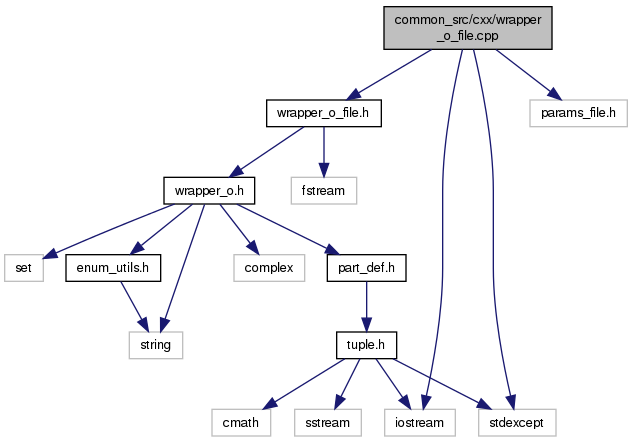 common_src/cxx/wrapper
_o_file.cpp
wrapper_o_file.h
params_file.h
wrapper_o.h
fstream
set
enum_utils.h
complex
part_def.h
string
tuple.h
cmath
sstream
iostream
stdexcept